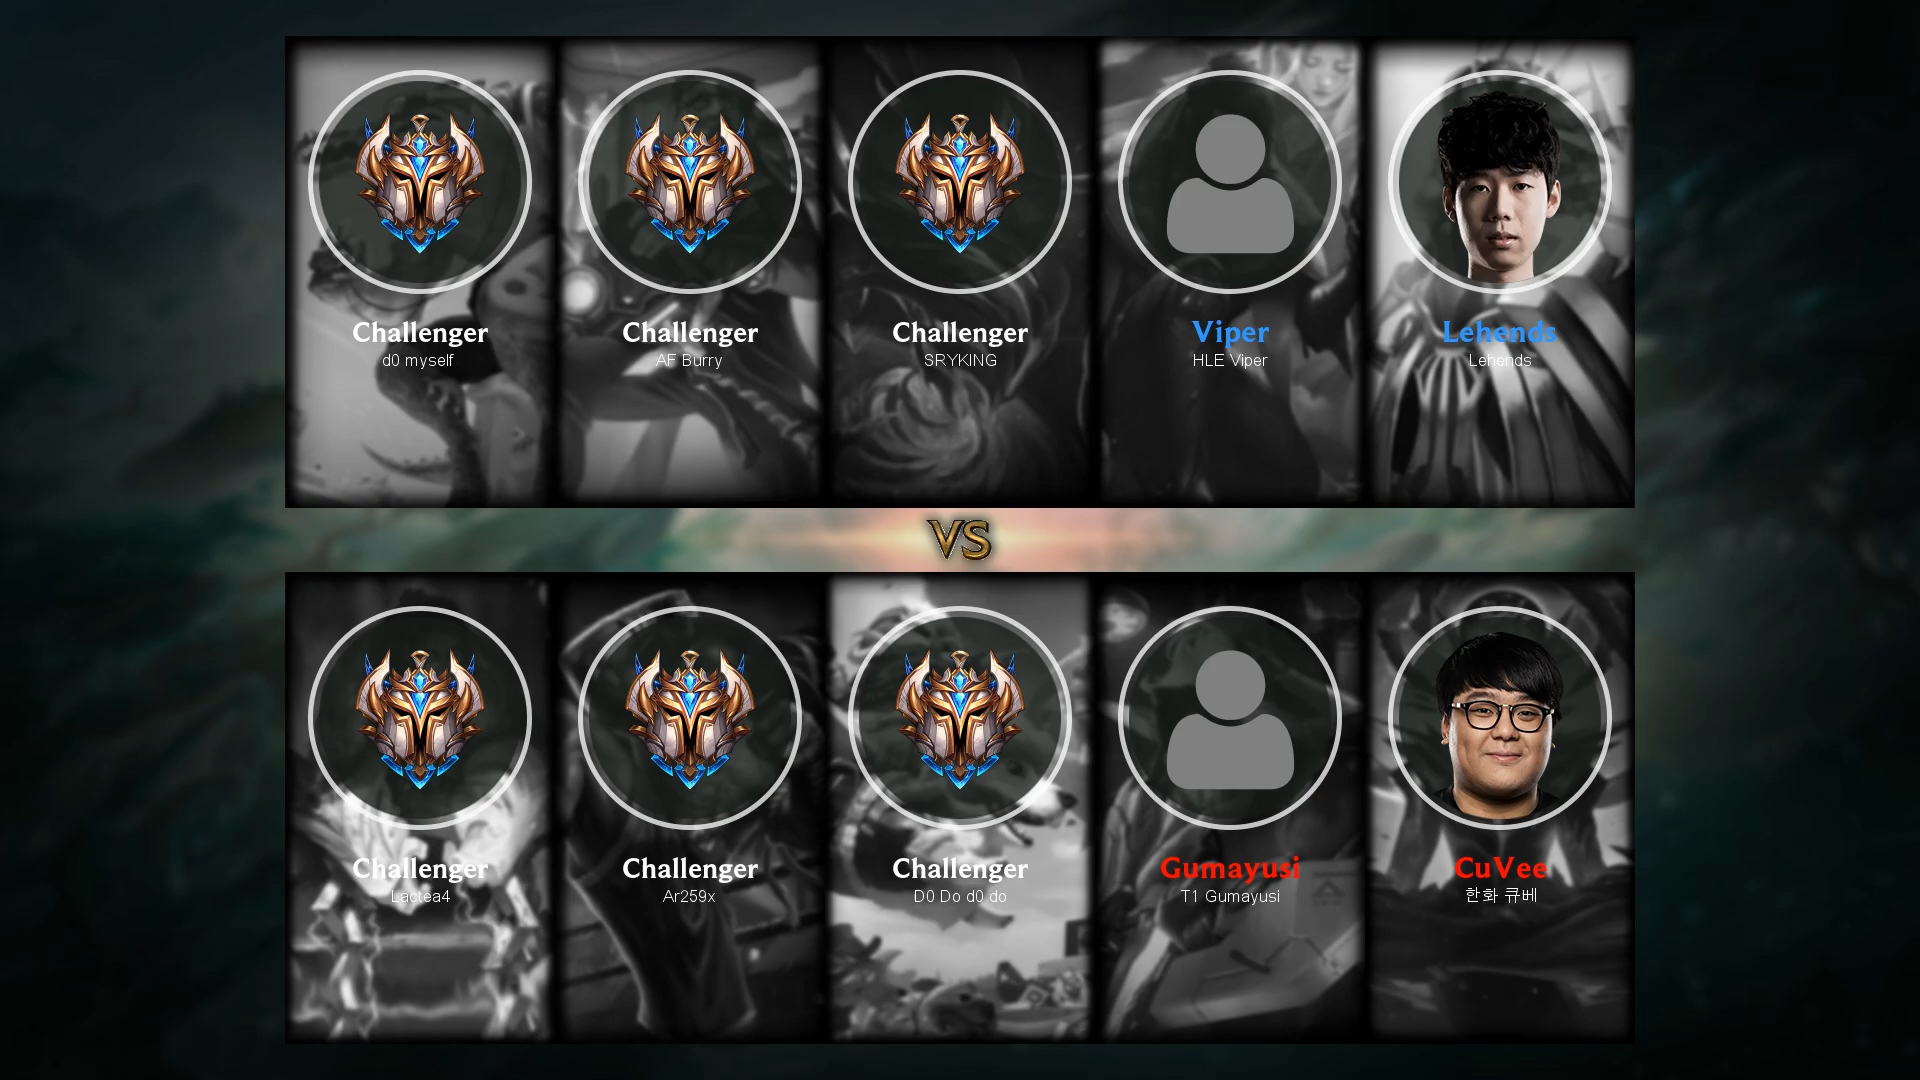 Challenger
d0 myself
Challenger
AF Burry
Challenger
SRYKING
Viper
HLE Viper
Lehends
Lehends
VS
Challenger
Lactea4
Challenger
Ar259x
Challenger
D0 Do d0 do
Gumayusi
T1 Gumayusi
CuVee
한화 큐베